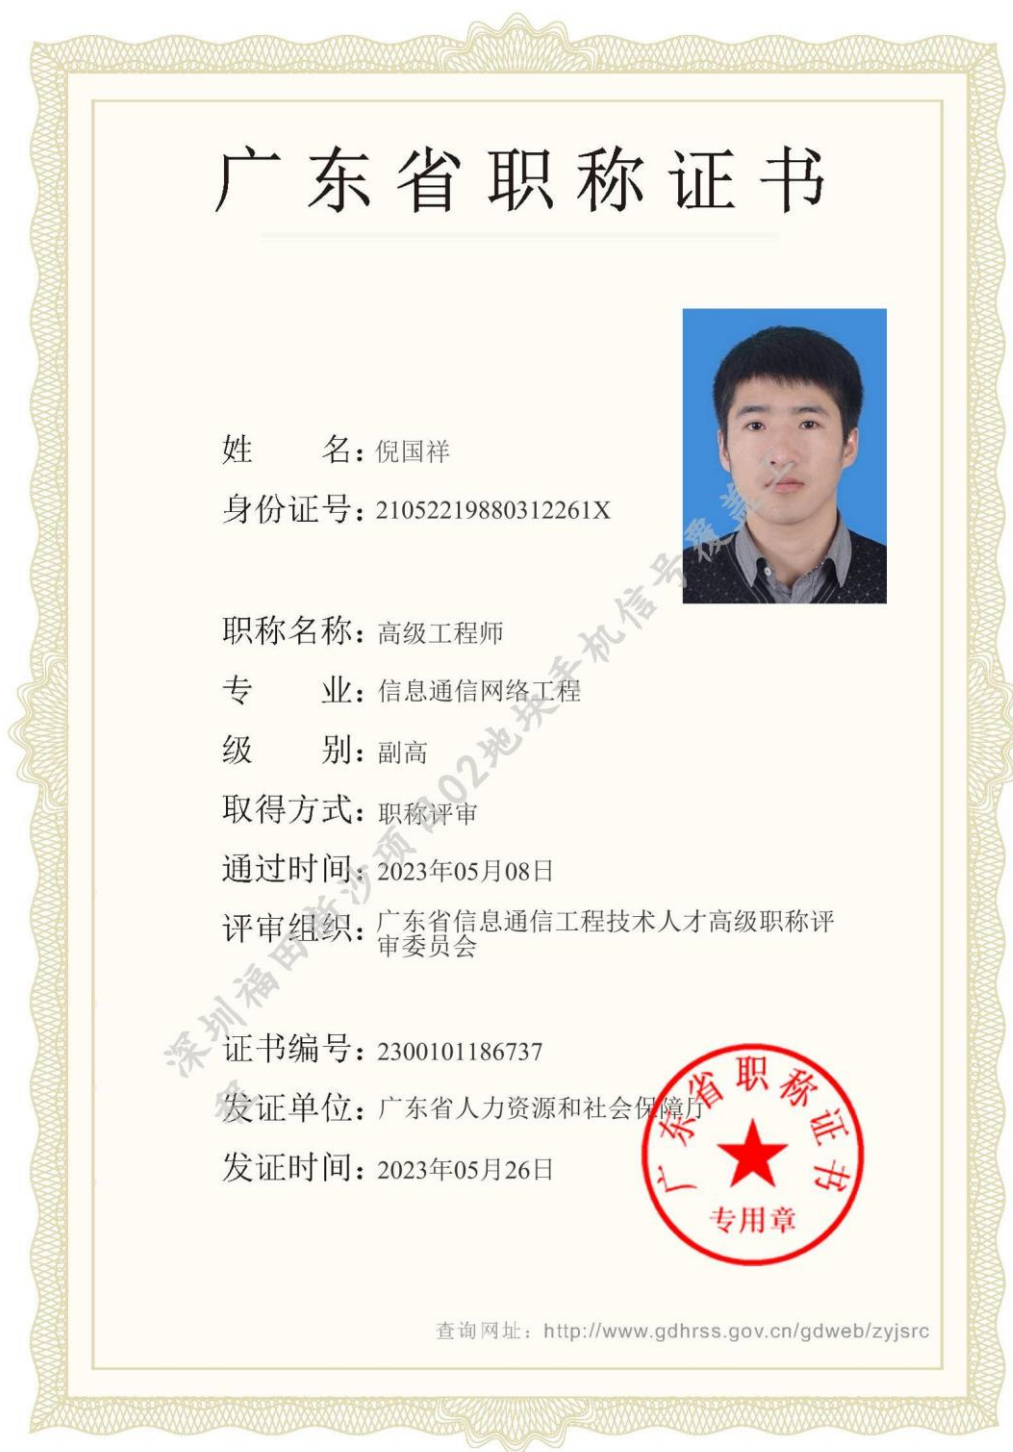 广东省职称证书
姓名：倪国祥
身份证号：21052219880312261X
职称名称：高级工程师
专业：信息通信网络工程
级别：副高
取得方式：职称评审
通过时间：2023年05月08日
评审组织：广东省信息通信工程技术人才高级职称评
审委员会
证书编号：2300101186737
发证单位：广东省人力资源和社会保障厅
发证时间：2023年05月26日
广东省职称证书
专用章
查询网址：http://www.gdhrss.gov.cn/gdweb/zyjsrc
深圳福田新沙项目02地块手机信号覆盖